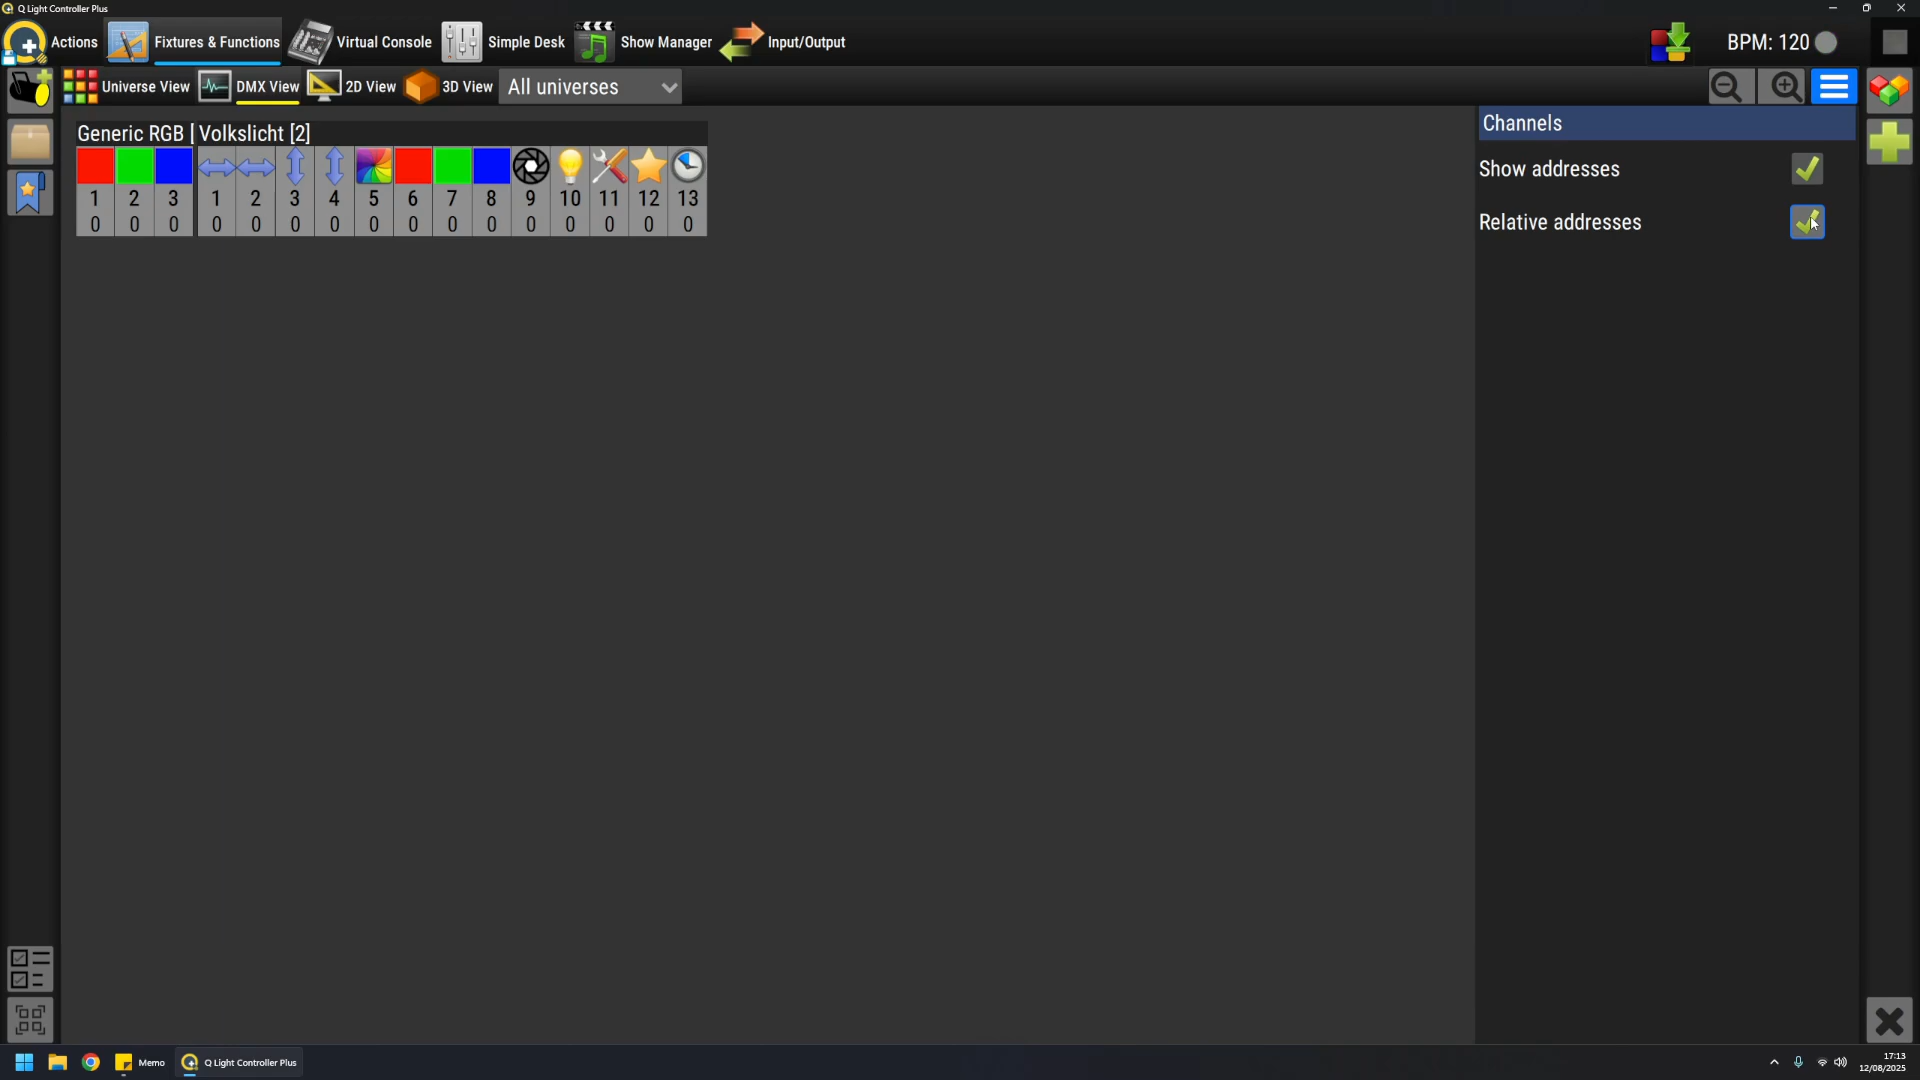 Q Light Controller Plus
Actions Fixtures & Functions Virtual Console Simple Desk Show Manager Input/Output BPM: 120
Universe View DMX View 2D View 3D View All universes
Generic RGB [ Volkslicht [2]
1 2 3 1 2 3 4 5 6 7 8 9 10 11 12 13
0 0 0 0 0 0 0 0 0 0 0 0 0 0 0 0
Channels
Show addresses
Relative addresses
Memo Q Light Controller Plus
17:13
12/08/2025